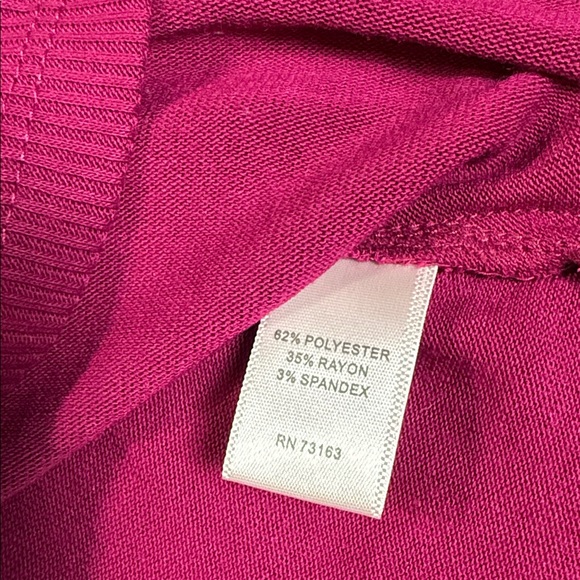 62% POLYESTER
35% RAYON
3% SPANDEX
RN 73163